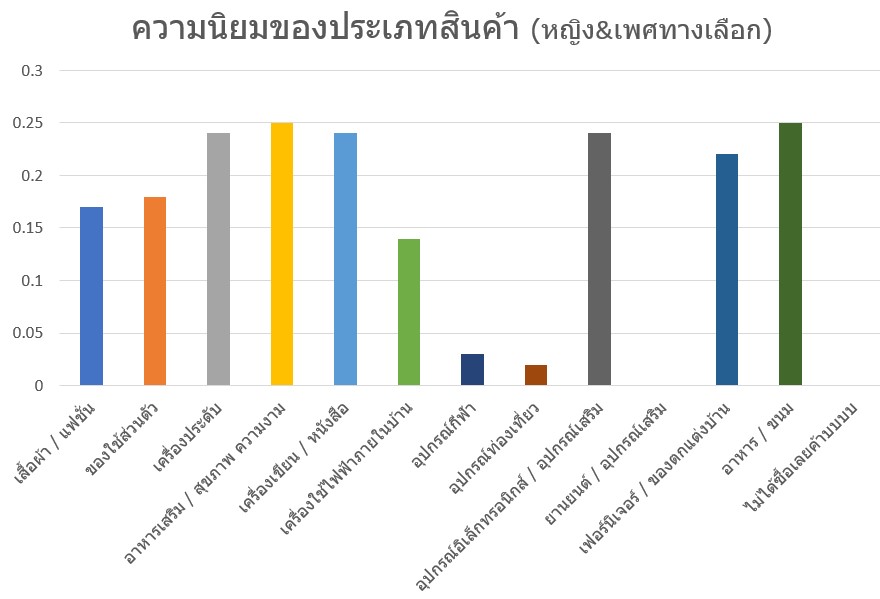 ความนิยมของประเภทสินค้า (หญิง&เพศทางเลือก)
0.3
0.25
0.2
0.15
0.1
0.05
0
เสื้อผ้า / แฟชั่น
ของใช้ส่วนตัว
เครื่องประดับ
อาหารเสริม / สุขภาพ ความงาม
เครื่องเขียน / หนังสือ
เครื่องใช้ไฟฟ้าภายในบ้าน
อุปกรณ์กีฬา
อุปกรณ์ท่องเที่ยว
อุปกรณ์อิเล็กทรอนิกส์ / อุปกรณ์เสริม
ยานยนต์ / อุปกรณ์เสริม
เฟอร์นิเจอร์ / ของตกแต่งบ้าน
อาหาร / ขนม
ไม่ได้ซื้อเลยค้าบบบบ